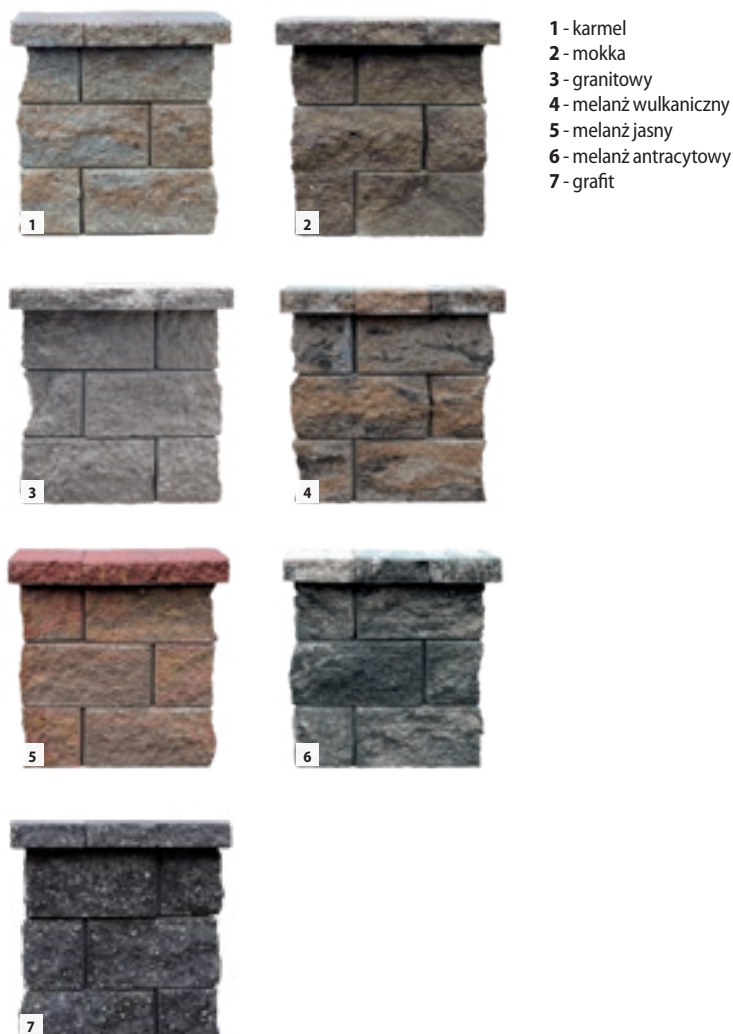 1 - karmel
2 - mokka
3 - granitowy
4 - melanż wulkaniczny
5 - melanż jasny
6 - melanż antracytowy
7 - grafit
1
2
3
4
5
6
7